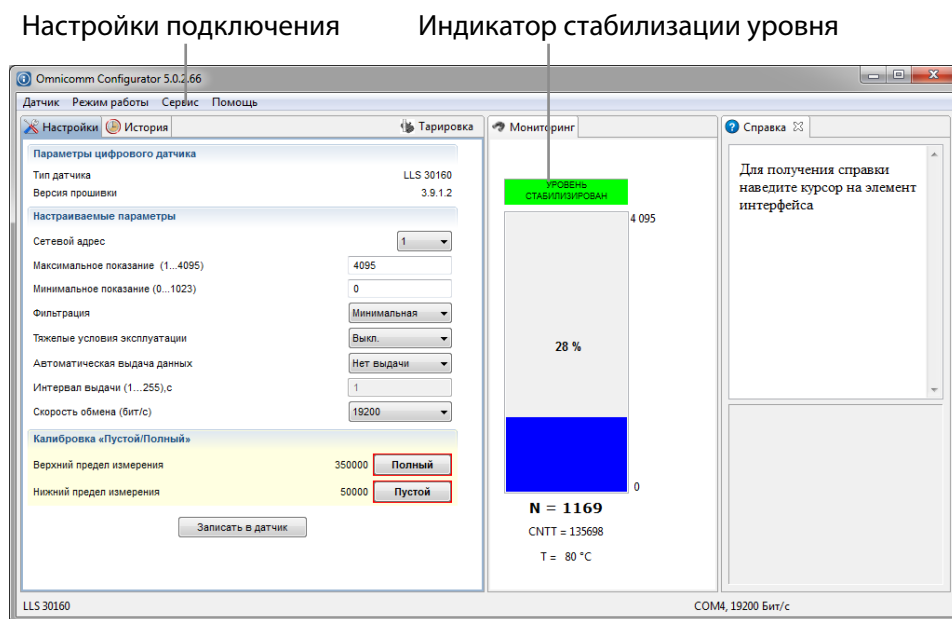 Настройки подключения
Индикатор стабилизации уровня
Omnicomm Configurator 5.0.2.66
Датчик Режим работы Сервис Помощь
Настройки История Тарировка
Мониторинг
Справка
Параметры цифрового датчика
Тип датчика LLS 30160
Версия прошивки 3.9.1.2
Настраиваемые параметры
Сетевой адрес 1
Максимальное показание (1...4095) 4095
Минимальное показание (0...1023) 0
Фильтрация Минимальная
Тяжелые условия эксплуатации Выкл.
Автоматическая выдача данных Нет выдачи
Интервал выдачи (1...255),с 1
Скорость обмена (бит/с) 19200
Калибровка «Пустой/Полный»
Верхний предел измерения 350000 Полный
Нижний предел измерения 50000 Пустой
Записать в датчик
УРОВЕНЬ
СТАБИЛИЗИРОВАН
4 095
28 %
0
N = 1169
CNTT = 135698
T = 80 °C
Для получения справки
наведите курсор на элемент
интерфейса
LLS 30160
COM4, 19200 Бит/с